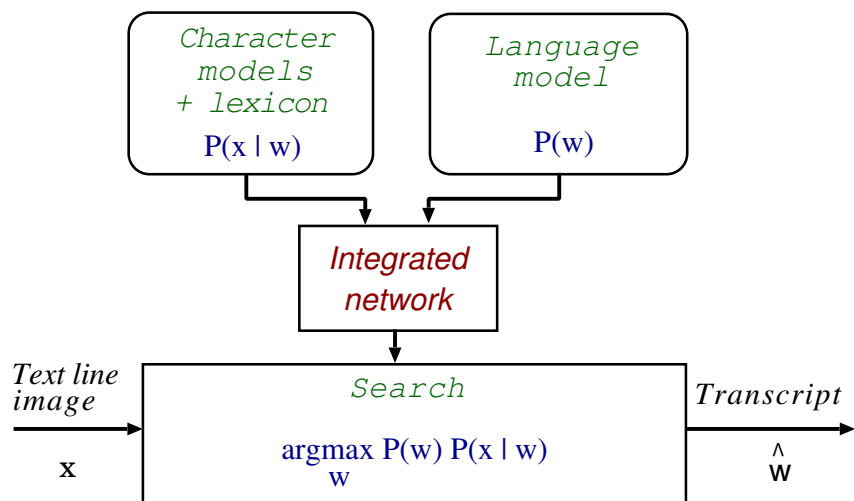 Character
models
+ lexicon
P(x | w)
Language
model
P(w)
Integrated
network
Text line
image
x
Search
argmax P(w) P(x | w)
w
Transcript
^
w